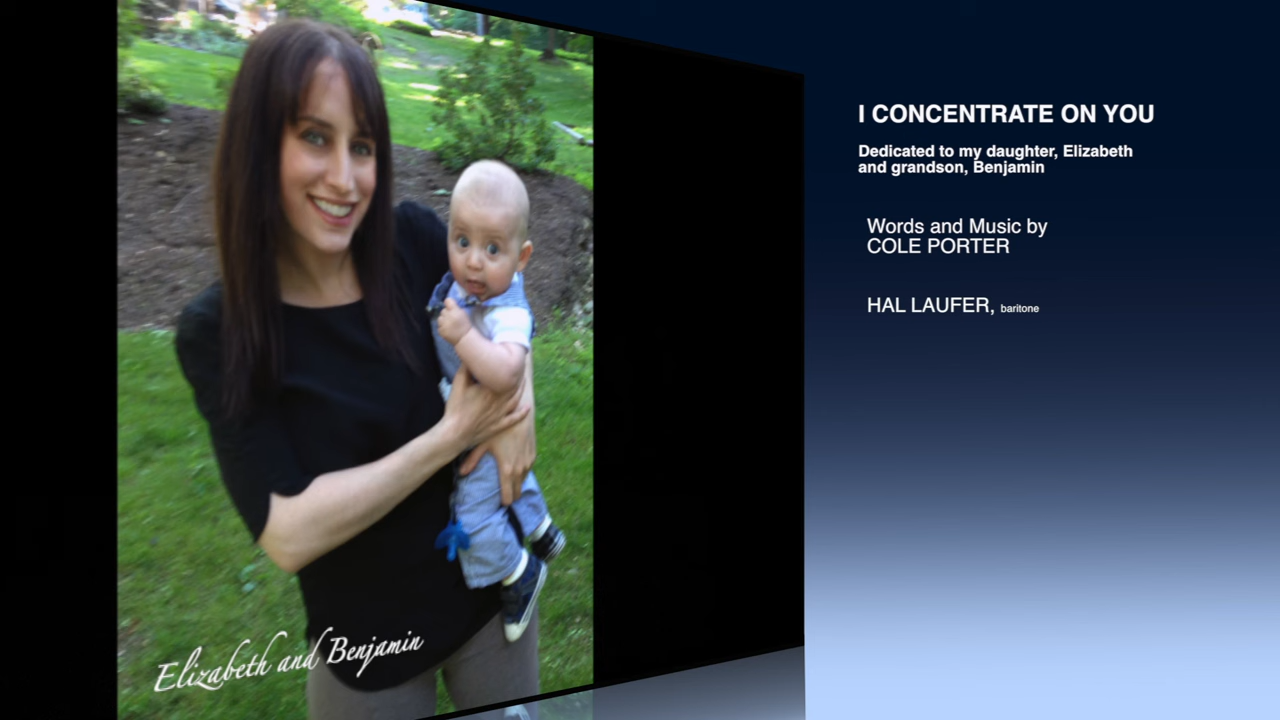 I CONCENTRATE ON YOU
Dedicated to my daughter, Elizabeth
and grandson, Benjamin
Words and Music by
COLE PORTER
HAL LAUFER, baritone
Elizabeth and Benjamin